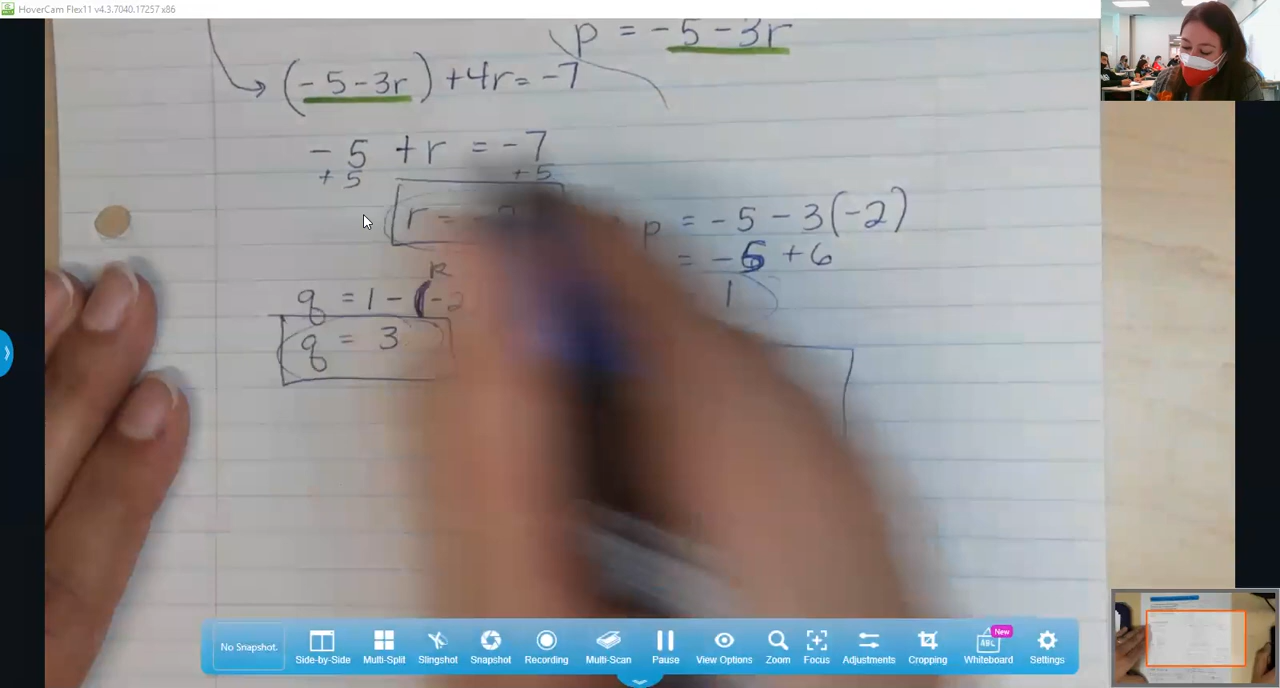 HoverCam Flex11 v4.3.7040.17257 x86
p = -5-3r
(-5-3r) +4r = -7
-5 +r = -7
+5 +5
r =
p = -5 -3(-2)
= -5 +6
1
q = 1 - (-2
q = 3
No Snapshot.
Side-by-Side
Multi-Split
Slingshot
Snapshot
Recording
Multi-Scan
Pause
View Options
Zoom
Focus
Adjustments
Cropping
ABC
New
Whiteboard
Settings